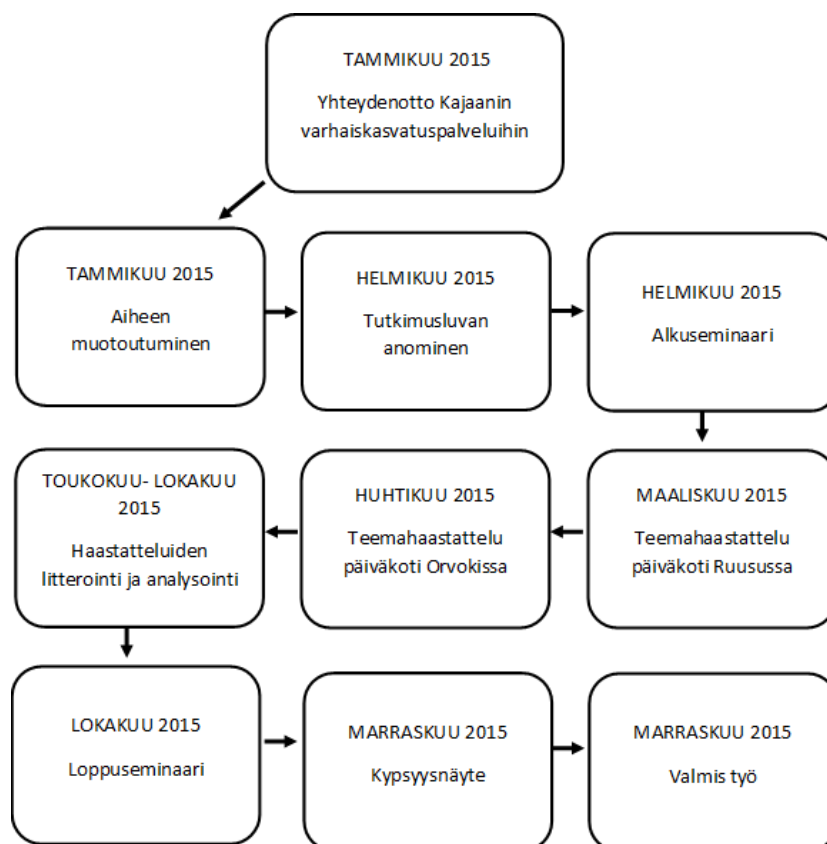 TAMMIKUU 2015
Yhteydenotto Kajaanin
varhaiskasvatuspalveluihin
TAMMIKUU 2015
Aiheen
muotoutuminen
HELMIKUU 2015
Tutkimusluvan
anominen
HELMIKUU 2015
Alkuseminaari
MAALISKUU 2015
Teemahaastattelu
päiväkoti Ruusussa
HUHTIKUU 2015
Teemahaastattelu
päiväkoti Orvokissa
TOUKOKUU- LOKAKUU
2015
Haastatteluiden
litterointi ja analysointi
LOKAKUU 2015
Loppuseminaari
MARRASKUU 2015
Kypsyysnäyte
MARRASKUU 2015
Valmis työ